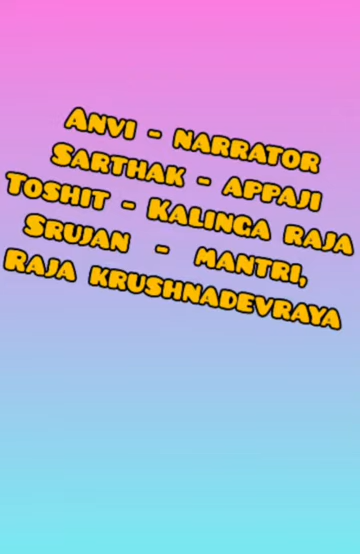 Anvi - narrator
Sarthak - appaji
Toshit - Kalinga raja
Srujan - mantri,
Raja krushnadevraya